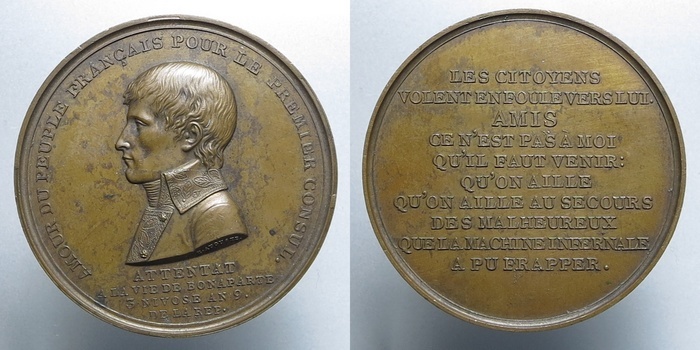 AMOUR DU PEUPLE FRANÇAIS POUR LE PREMIER CONSUL.
ATTENTAT
A LA VIE DE BONAPARTE
3 NIVOSE AN 9.
DE LA REP.
LES CITOYENS
VOLENT EN FOULE VERS LUI.
AMIS
CE N'EST PAS À MOI
QU'IL FAUT VENIR:
QU'ON AILLE
QU'ON AILLE AU SECOURS
DES MALHEUREUX
QUE LA MACHINE INFERNALE
A PU FRAPPER.